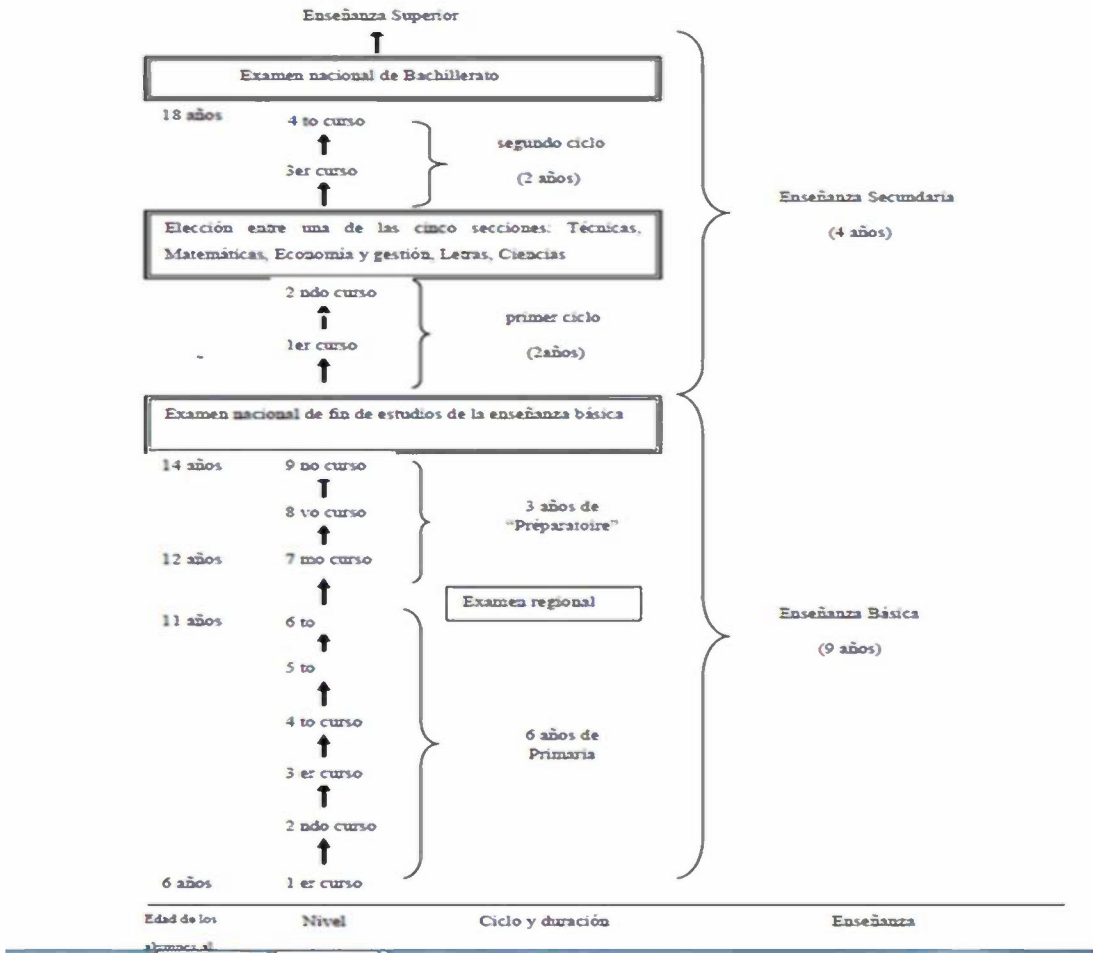 Enseñanza Superior
Examen nacional de Bachillerato
18 años
4 to curso
segundo ciclo
3er curso
(2 años)
Enseñanza Secundaria
(4 años)
Elección entre una de las cinco secciones: Técnicas,
Matemáticas, Economía y gestión, Letras, Ciencias
2 ndo curso
primer ciclo
1er curso
(2años)
Examen nacional de fin de estudios de la enseñanza básica
14 años
9 no curso
3 años de
"Préparatoire"
8 vo curso
12 años
7 mo curso
Examen regional
11 años
6 to
Enseñanza Básica
(9 años)
5 to
4 to curso
6 años de
Primaria
3 er curso
2 ndo curso
6 años
1 er curso
Edad de los
Nivel
Ciclo y duración
Enseñanza
alumnos al